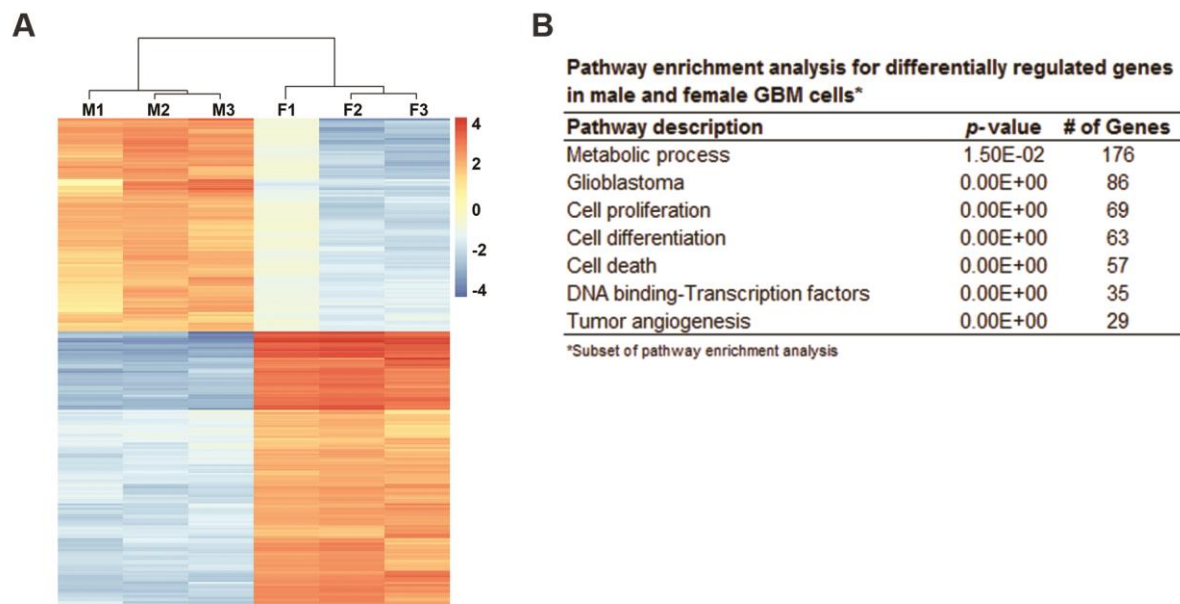 A
M1 M2 M3 F1 F2 F3
4
2
0
-2
-4
B
Pathway enrichment analysis for differentially regulated genes
in male and female GBM cells*
Pathway description p-value # of Genes
Metabolic process 1.50E-02 176
Glioblastoma 0.00E+00 86
Cell proliferation 0.00E+00 69
Cell differentiation 0.00E+00 63
Cell death 0.00E+00 57
DNA binding-Transcription factors 0.00E+00 35
Tumor angiogenesis 0.00E+00 29
*Subset of pathway enrichment analysis